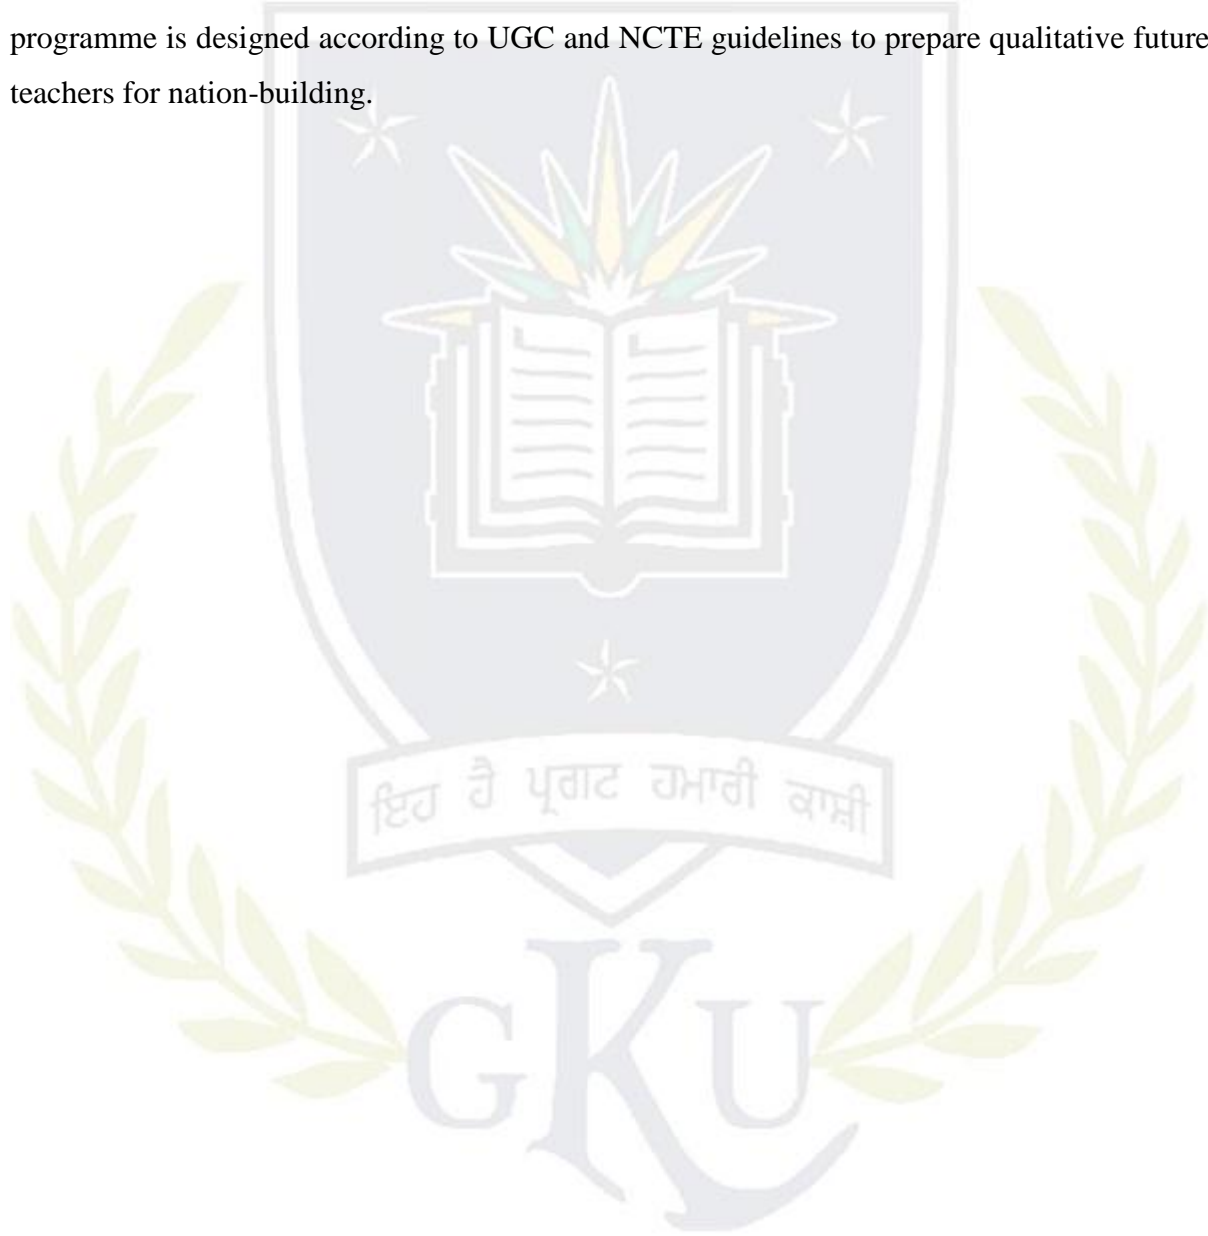 programme is designed according to UGC and NCTE guidelines to prepare qualitative future
teachers for nation-building.
ਇਹ ਹੈ ਪ੍ਰਗਟ ਹਮਾਰੀ ਕਾਸ਼ੀ
GKU